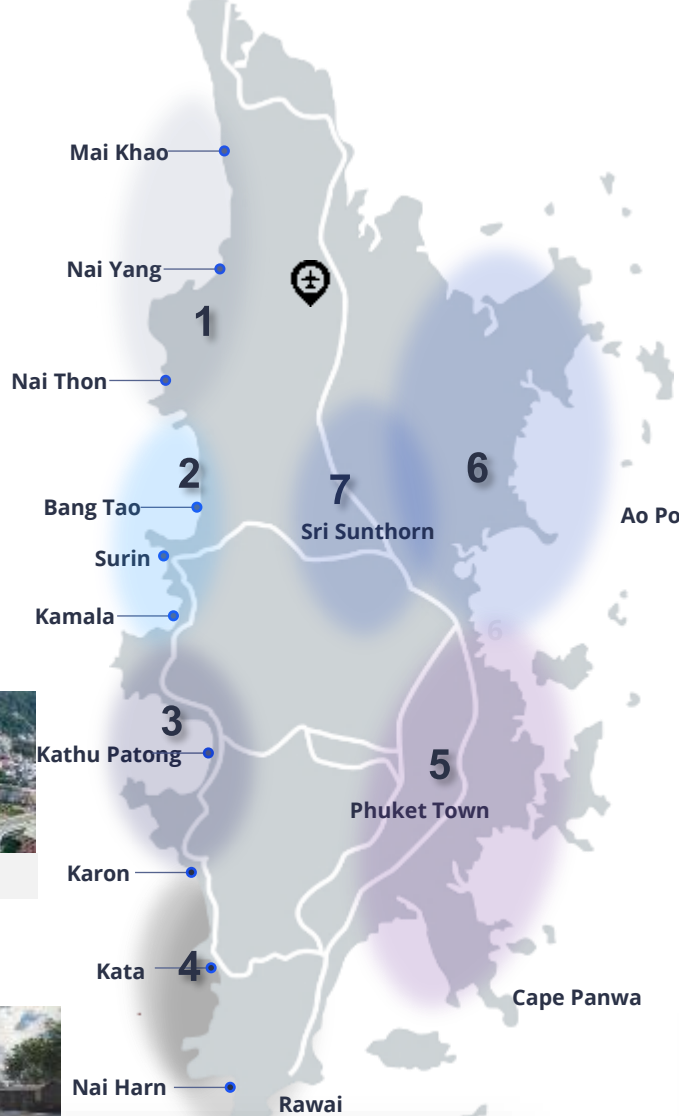 Mai Khao
Nai Yang
1
Nai Thon
2
6
7
Bang Tao
Sri Sunthorn
Ao Po
Surin
Kamala
6
3
Kathu Patong
5
Phuket Town
Karon
4
Kata
Cape Panwa
Nai Harn
Rawai